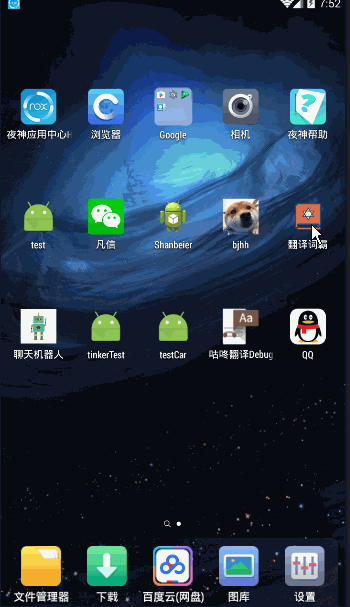 7:52
nox
夜神应用中心H
浏览器
Google
相机
夜神帮助
test
凡信
Shanbeier
bjhh
翻译词霸
聊天机器人
tinkerTest
testCar
Aa
咕咚翻译Debug
QQ
文件管理器
下载
百度云(网盘)
图库
设置